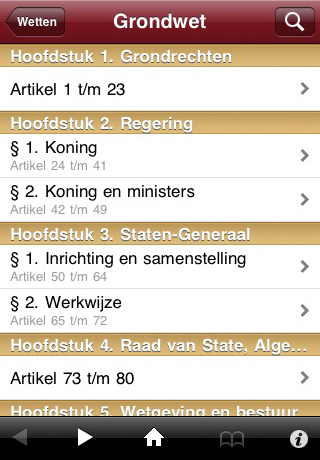 Wetten
Grondwet
Hoofdstuk 1. Grondrechten
Artikel 1 t/m 23
Hoofdstuk 2. Regering
§ 1. Koning
Artikel 24 t/m 41
§ 2. Koning en ministers
Artikel 42 t/m 49
Hoofdstuk 3. Staten-Generaal
§ 1. Inrichting en samenstelling
Artikel 50 t/m 64
§ 2. Werkwijze
Artikel 65 t/m 72
Hoofdstuk 4. Raad van State, Alge...
Artikel 73 t/m 80
Hoofdstuk 5. Wetgeving en bestuur